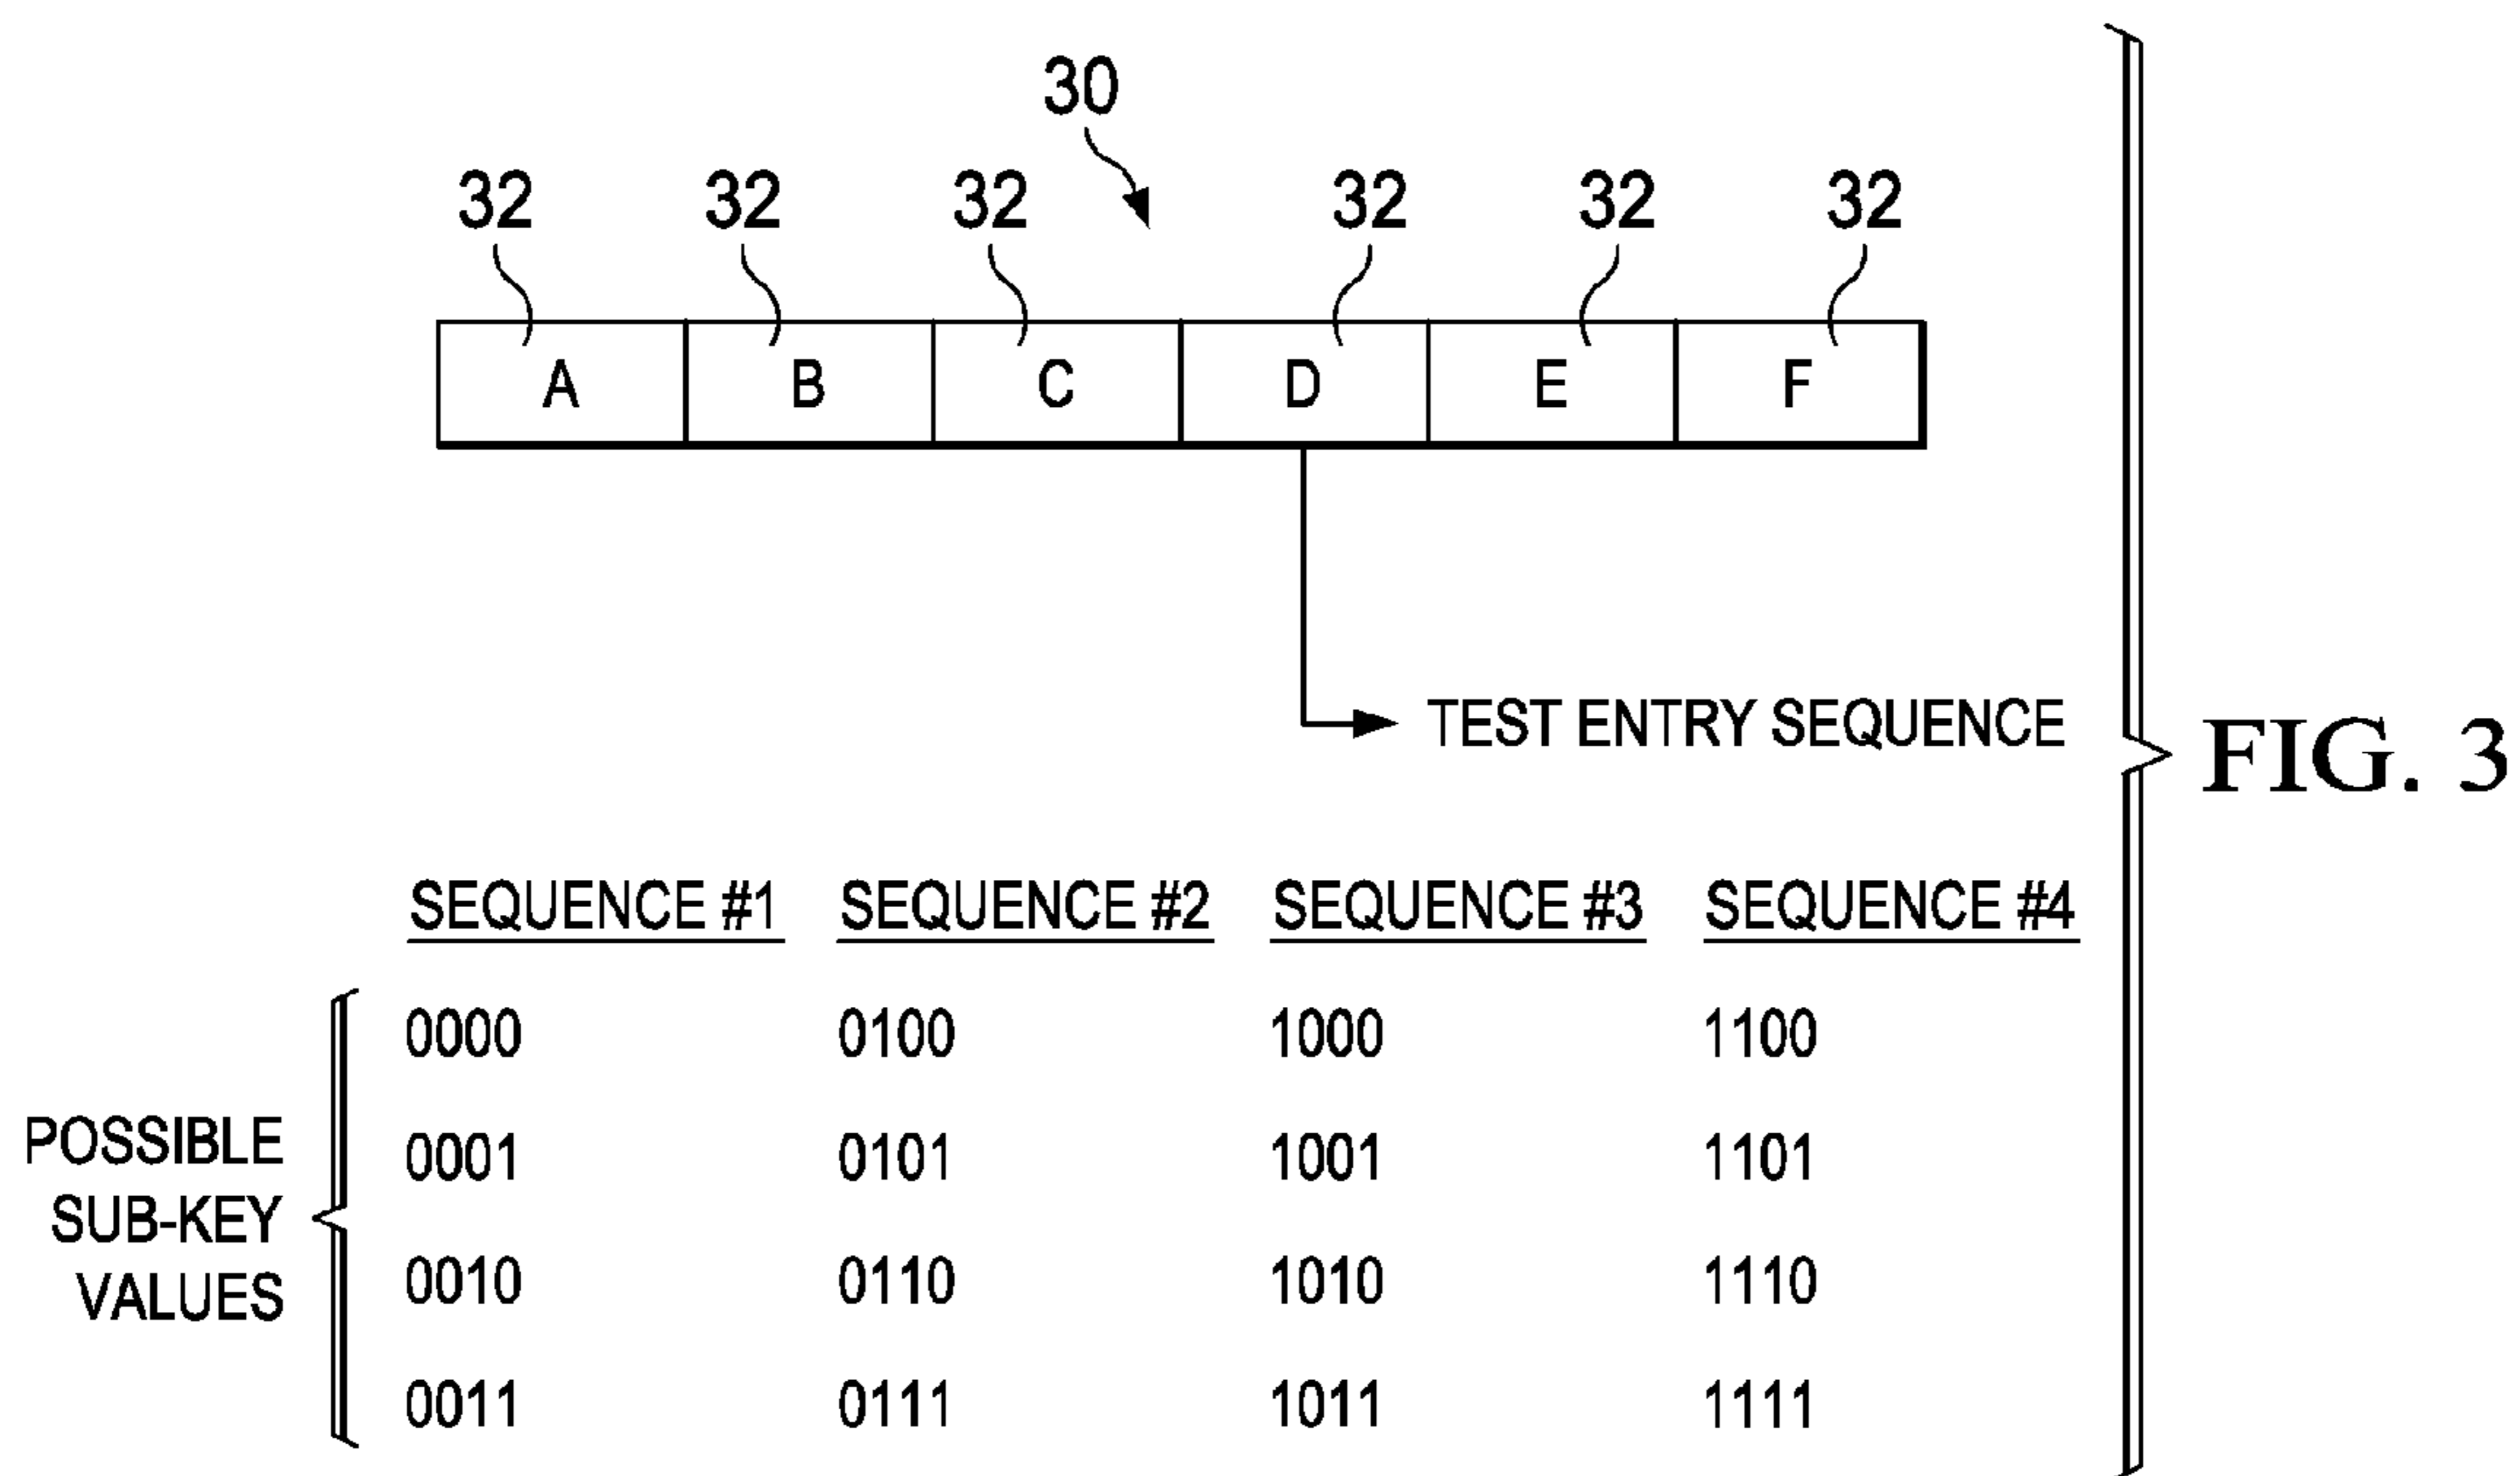 30
32 32 32 32 32 32
A B C D E F
TEST ENTRY SEQUENCE
FIG. 3
SEQUENCE #1 SEQUENCE #2 SEQUENCE #3 SEQUENCE #4
POSSIBLE
SUB-KEY
VALUES
0000 0100 1000 1100
0001 0101 1001 1101
0010 0110 1010 1110
0011 0111 1011 1111